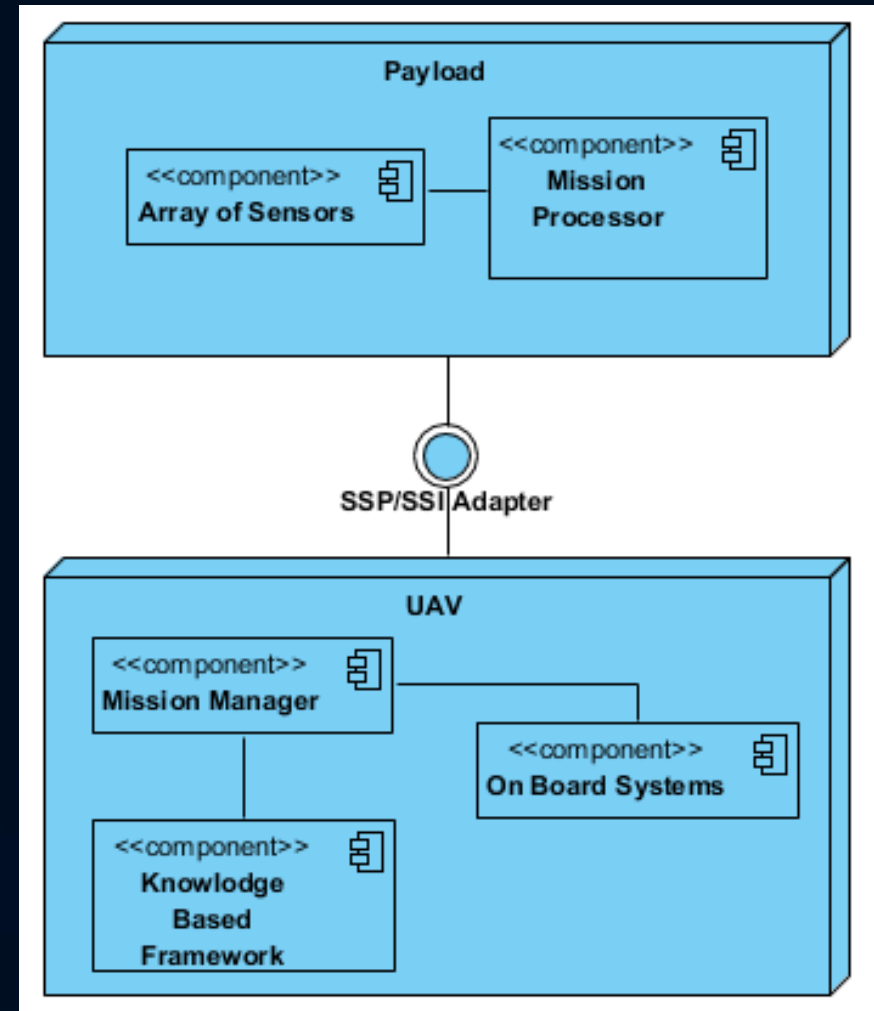 Payload
<<component>>
Array of Sensors
<<component>>
Mission
Processor
SSP/SSI Adapter
UAV
<<component>>
Mission Manager
<<component>>
On Board Systems
<<component>>
Knowlodge
Based
Framework